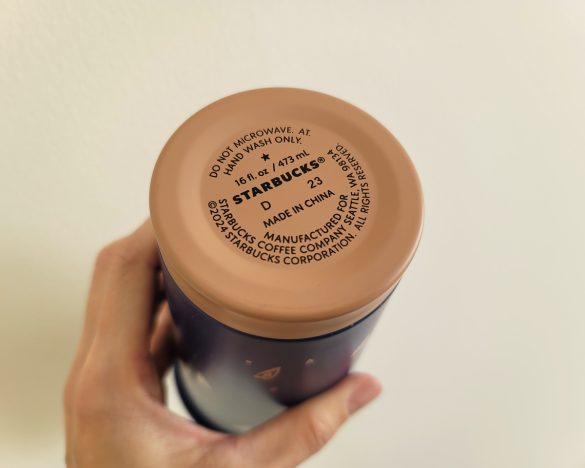 DO NOT MICROWAVE. AT.
HAND WASH ONLY.
16 fl. oz / 473 mL
STARBUCKS®
D 23
MADE IN CHINA
MANUFACTURED FOR
STARBUCKS COFFEE COMPANY SEATTLE, WA 98134
©2024 STARBUCKS CORPORATION. ALL RIGHTS RESERVED.